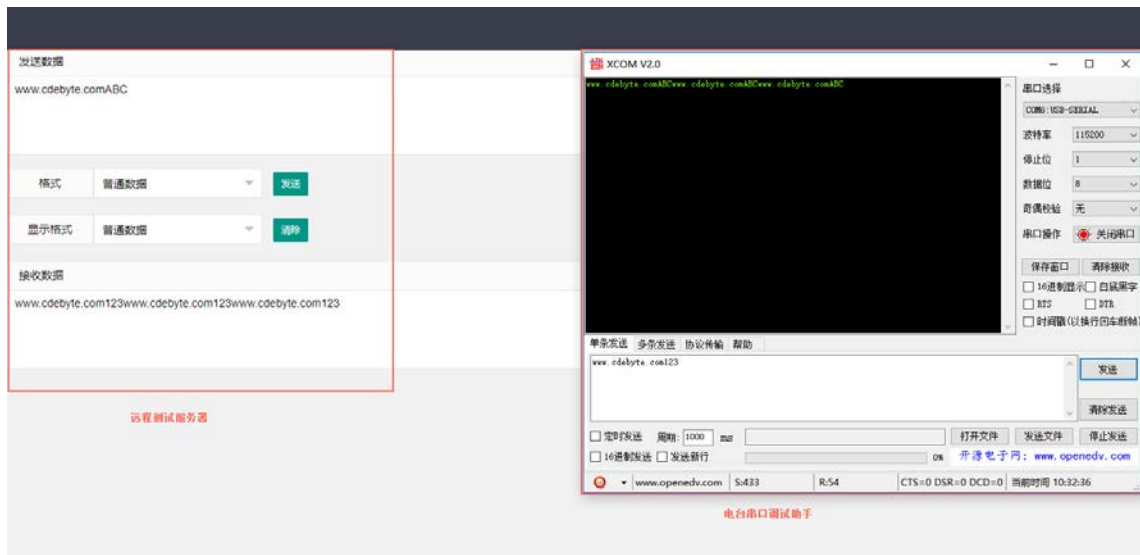 发送数据
www.cdebyte.comABC
格式 普通数据 发送
显示格式 普通数据 清除
接收数据
www.cdebyte.com123www.cdebyte.com123www.cdebyte.com123
远程测试服务器
XCOM V2.0
www.cdebyte.comABCwww.cdebyte.comABCwww.cdebyte.comABC
串口选择
COM6:USB-SERIAL
波特率 115200
停止位 1
数据位 8
奇偶校验 无
串口操作 关闭串口
保存窗口 清除接收
16进制显示 白底黑字
RTS DTR
时间戳(以换行回车断帧)
单条发送 多条发送 协议传输 帮助
www.cdebyte.com123
发送
清除发送
定时发送 周期: 1000 ms 打开文件 发送文件 停止发送
16进制发送 发送新行 0% 开源电子网: www.openedv.com
www.openedv.com S:433 R:54 CTS=0 DSR=0 DCD=0 当前时间 10:32:36
电台串口调试助手